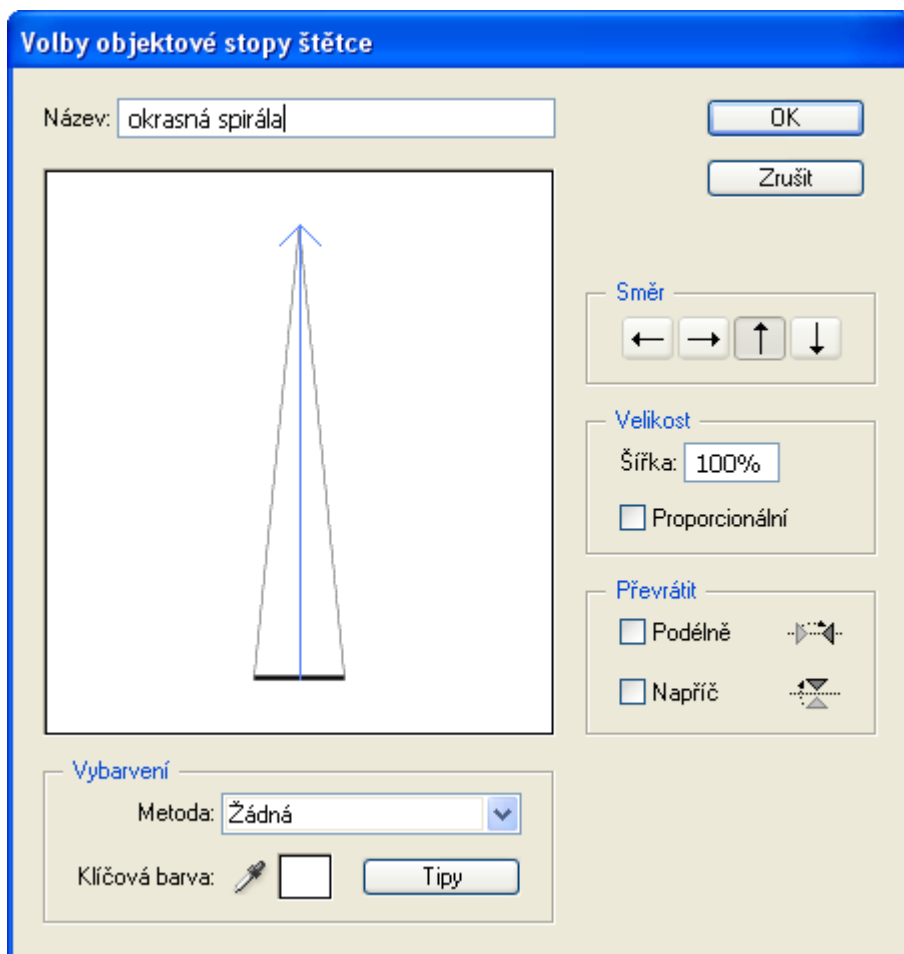 Volby objektové stopy štětce
Název: okrasná spirála
OK
Zrušit
Směr
Velikost
Šířka: 100%
Proporcionální
Převrátit
Podélně
Napříč
Vybarvení
Metoda: Žádná
Klíčová barva:
Tipy